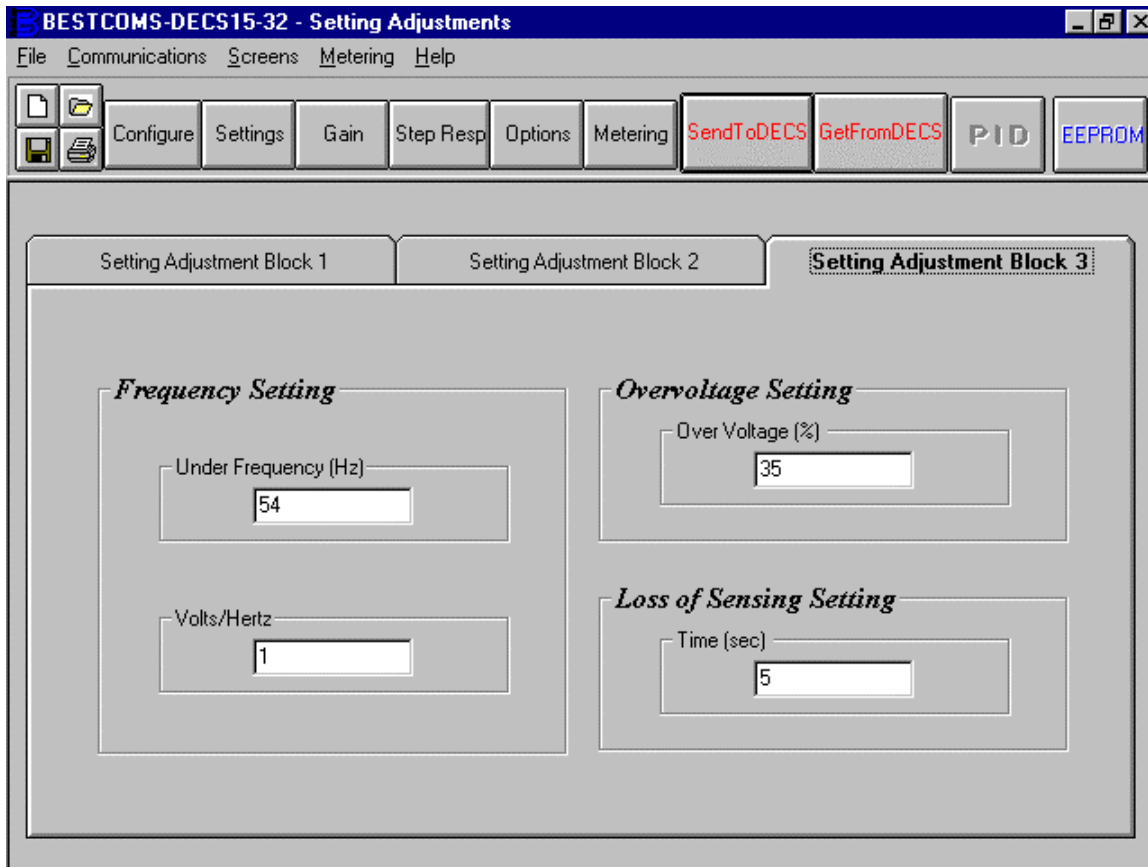 BESTCOMS-DECS15-32 - Setting Adjustments
File Communications Screens Metering Help
Configure Settings Gain Step Resp Options Metering SendToDECS GetFromDECS PID EEPROM
Setting Adjustment Block 1 Setting Adjustment Block 2 Setting Adjustment Block 3
Frequency Setting
Under Frequency (Hz)
54
Volts/Hertz
1
Overvoltage Setting
Over Voltage (%)
35
Loss of Sensing Setting
Time (sec)
5